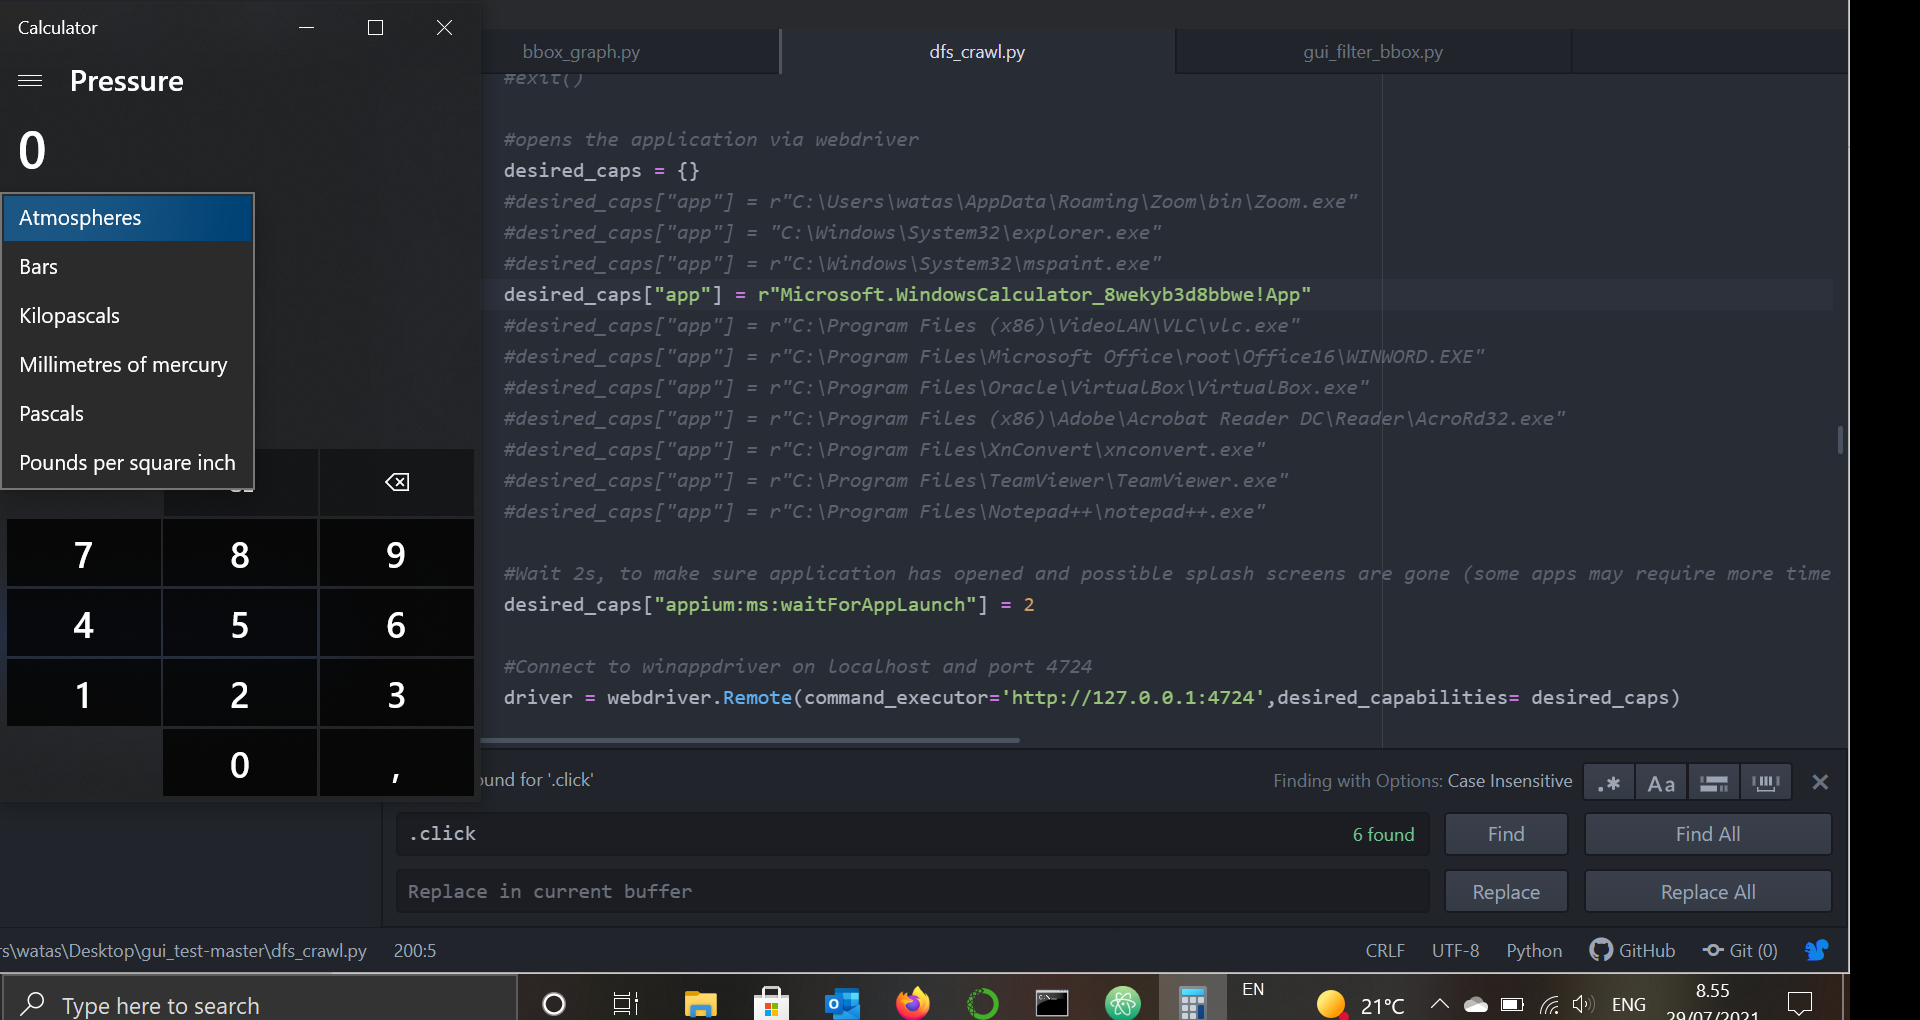 Calculator
Pressure
0
Atmospheres
Bars
Kilopascals
Millimetres of mercury
Pascals
Pounds per square inch
7
8
9
4
5
6
1
2
3
0
,
bbox_graph.py
dfs_crawl.py
gui_filter_bbox.py
#exit()
#opens the application via webdriver
desired_caps = {}
#desired_caps["app"] = r"C:\Users\watas\AppData\Roaming\Zoom\bin\Zoom.exe"
#desired_caps["app"] = "C:\Windows\System32\explorer.exe"
#desired_caps["app"] = r"C:\Windows\System32\mspaint.exe"
desired_caps["app"] = r"Microsoft.WindowsCalculator_8wekyb3d8bbwe!App"
#desired_caps["app"] = r"C:\Program Files (x86)\VideoLAN\VLC\vlc.exe"
#desired_caps["app"] = r"C:\Program Files\Microsoft Office\root\Office16\WINWORD.EXE"
#desired_caps["app"] = r"C:\Program Files\Oracle\VirtualBox\VirtualBox.exe"
#desired_caps["app"] = r"C:\Program Files (x86)\Adobe\Acrobat Reader DC\Reader\AcroRd32.exe"
#desired_caps["app"] = r"C:\Program Files\XnConvert\xnconvert.exe"
#desired_caps["app"] = r"C:\Program Files\TeamViewer\TeamViewer.exe"
#desired_caps["app"] = r"C:\Program Files\Notepad++\notepad++.exe"
#Wait 2s, to make sure application has opened and possible splash screens are gone (some apps may require more time
desired_caps["appium:ms:waitForAppLaunch"] = 2
#Connect to winappdriver on localhost and port 4724
driver = webdriver.Remote(command_executor='http://127.0.0.1:4724',desired_capabilities= desired_caps)
ound for '.click'
Finding with Options: Case Insensitive
.* Aa
.click
6 found
Find
Find All
Replace in current buffer
Replace
Replace All
rs\watas\Desktop\gui_test-master\dfs_crawl.py
200:5
CRLF
UTF-8
Python
GitHub
Git (0)
Type here to search
EN
21°C
ENG
8.55
29/07/2021